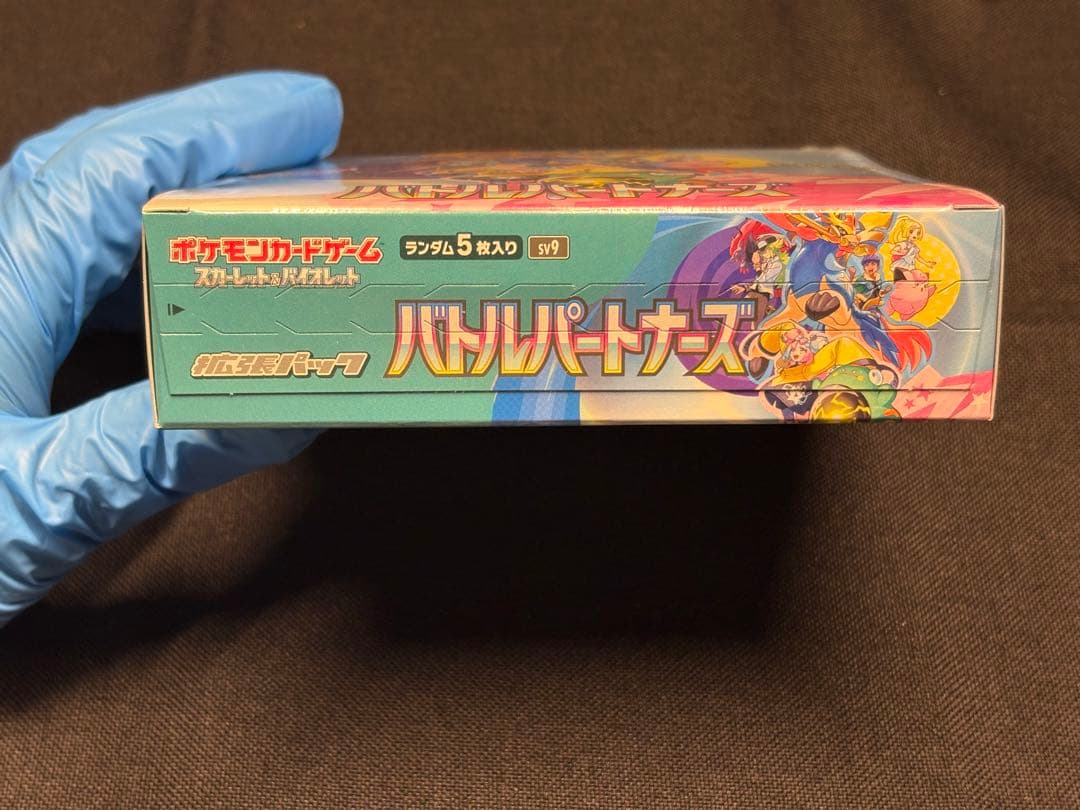 バトルパートナーズ
ポケモンカードゲーム
スカーレット&バイオレット
ランダム5枚入り
SV9
拡張パック
バトルパートナーズ